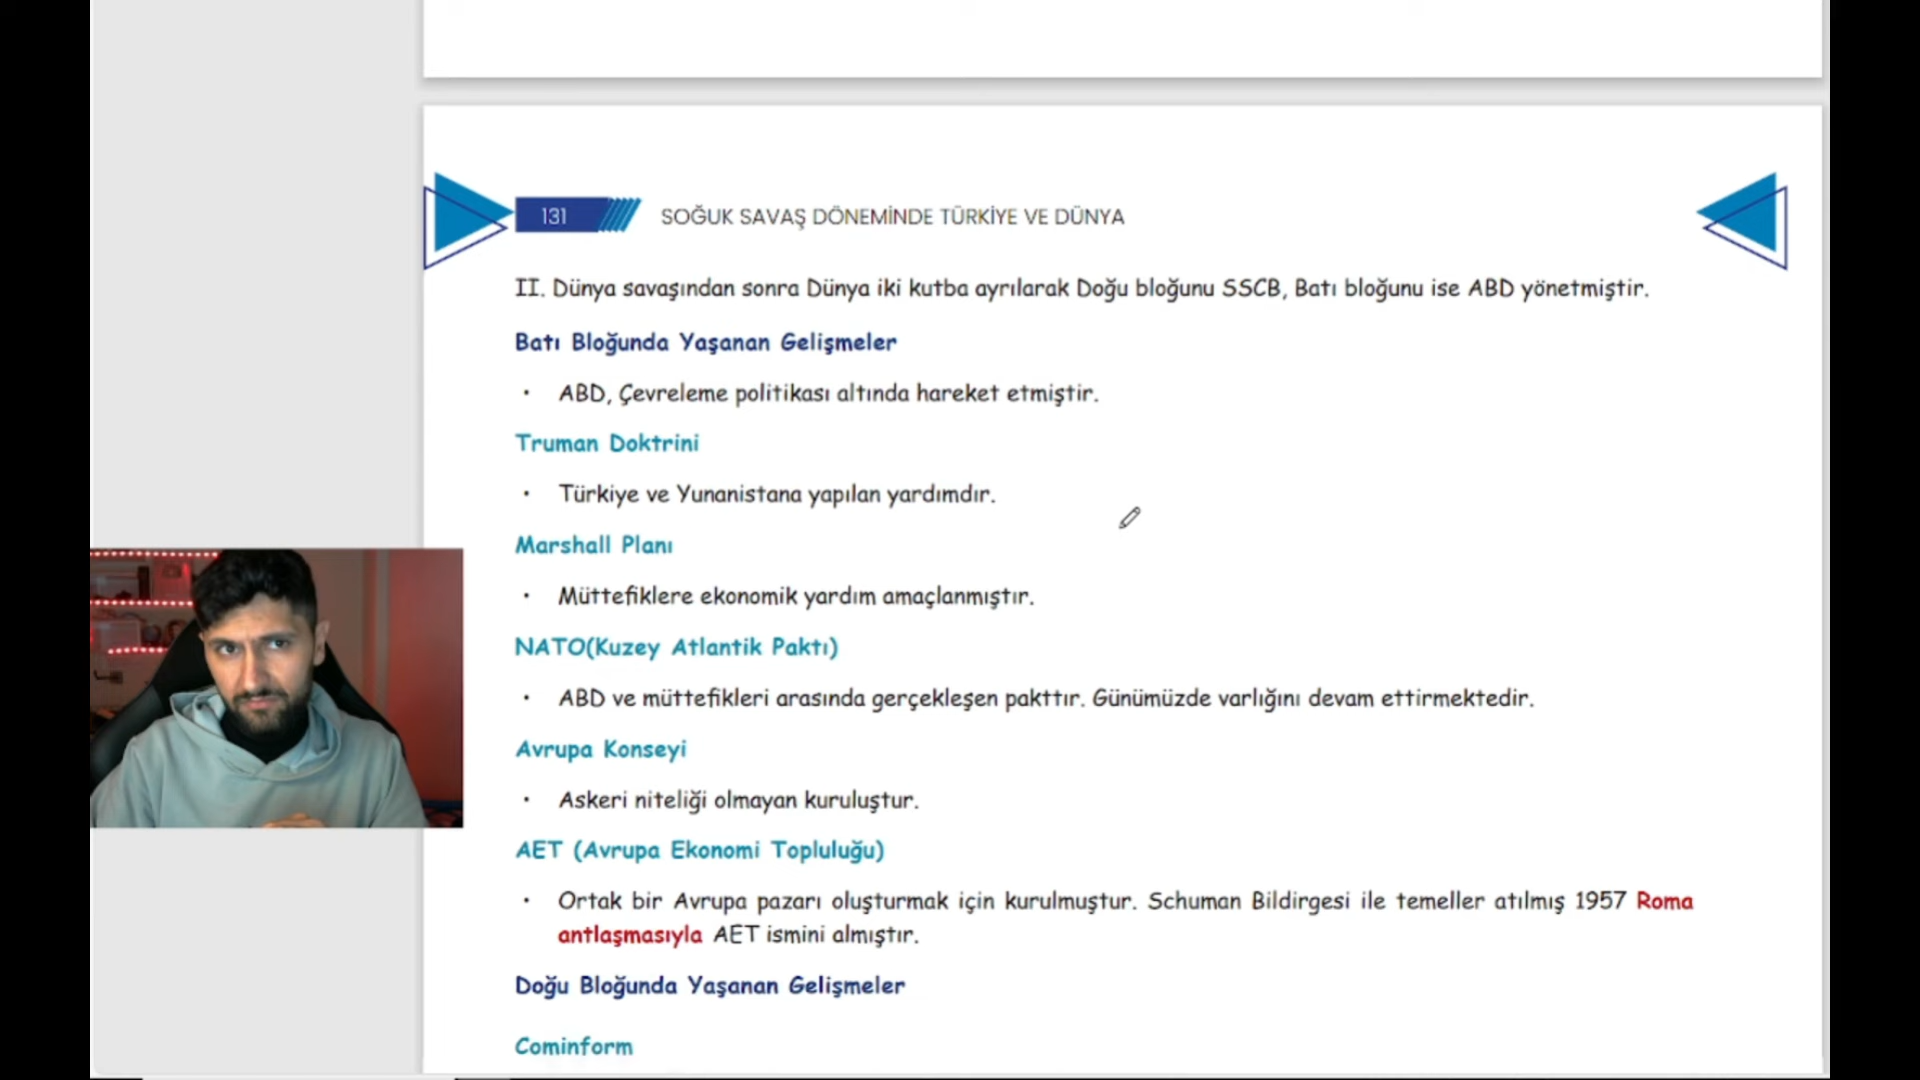 131 SOĞUK SAVAŞ DÖNEMİNDE TÜRKİYE VE DÜNYA
II. Dünya savaşından sonra Dünya iki kutba ayrılarak Doğu bloğunu SSCB, Batı bloğunu ise ABD yönetmiştir.
Batı Bloğunda Yaşanan Gelişmeler
• ABD, Çevreleme politikası altında hareket etmiştir.
Truman Doktrini
• Türkiye ve Yunanistana yapılan yardımdır.
Marshall Planı
• Müttefiklere ekonomik yardım amaçlanmıştır.
NATO(Kuzey Atlantik Paktı)
• ABD ve müttefikleri arasında gerçekleşen pakttır. Günümüzde varlığını devam ettirmektedir.
Avrupa Konseyi
• Askeri niteliği olmayan kuruluştur.
AET (Avrupa Ekonomi Topluluğu)
• Ortak bir Avrupa pazarı oluşturmak için kurulmuştur. Schuman Bildirgesi ile temeller atılmış 1957 Roma
antlaşmasıyla AET ismini almıştır.
Doğu Bloğunda Yaşanan Gelişmeler
Cominform